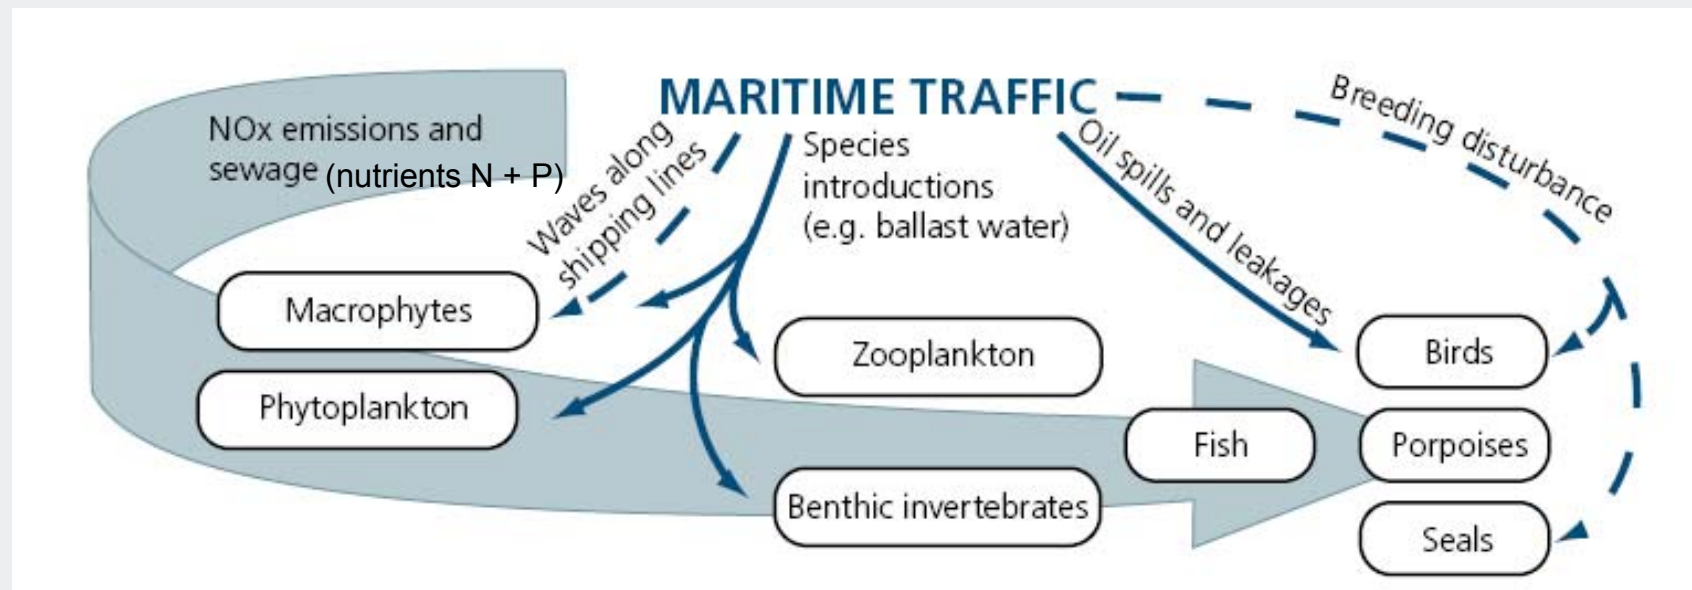 MARITIME TRAFFIC
NOx emissions and
sewage (nutrients N + P)
Waves along
shipping lines
Species
introductions
(e.g. ballast water)
Oil spills and leakages
Breeding disturbance
Macrophytes
Phytoplankton
Zooplankton
Benthic invertebrates
Fish
Birds
Porpoises
Seals